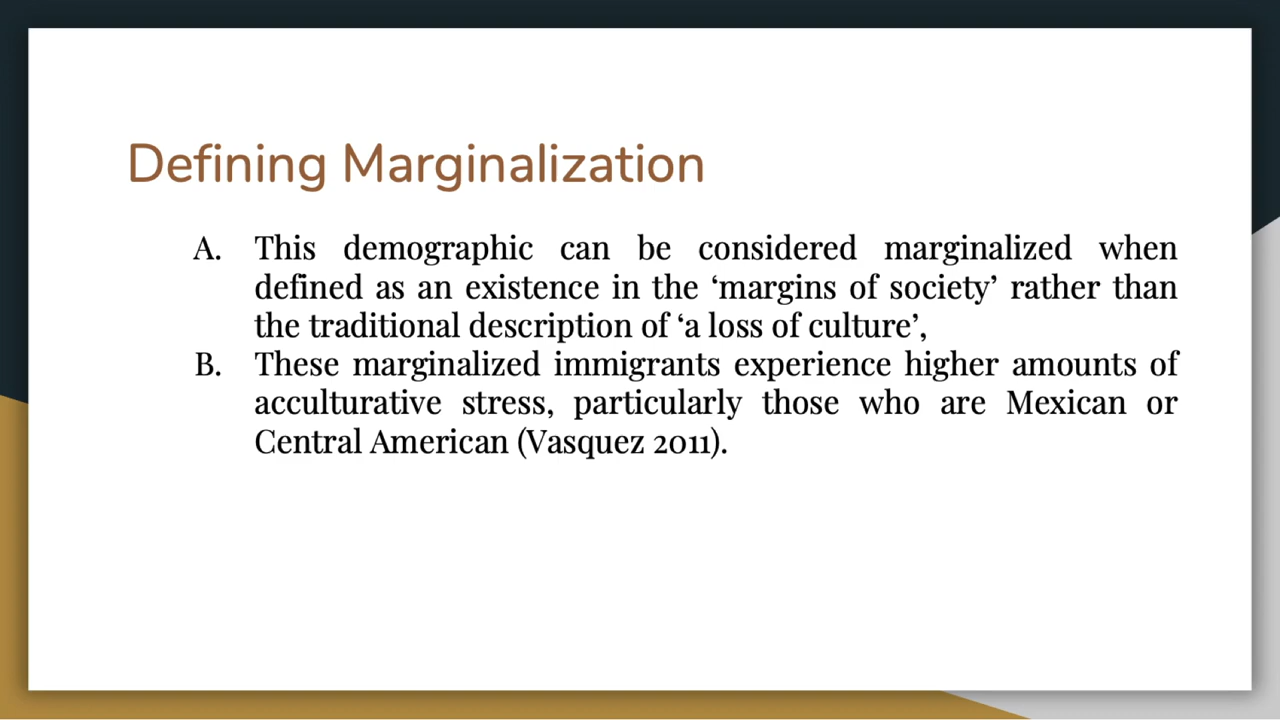 Defining Marginalization
A. This demographic can be considered marginalized when
defined as an existence in the ‘margins of society’ rather than
the traditional description of ‘a loss of culture’,
B. These marginalized immigrants experience higher amounts of
acculturative stress, particularly those who are Mexican or
Central American (Vasquez 2011).